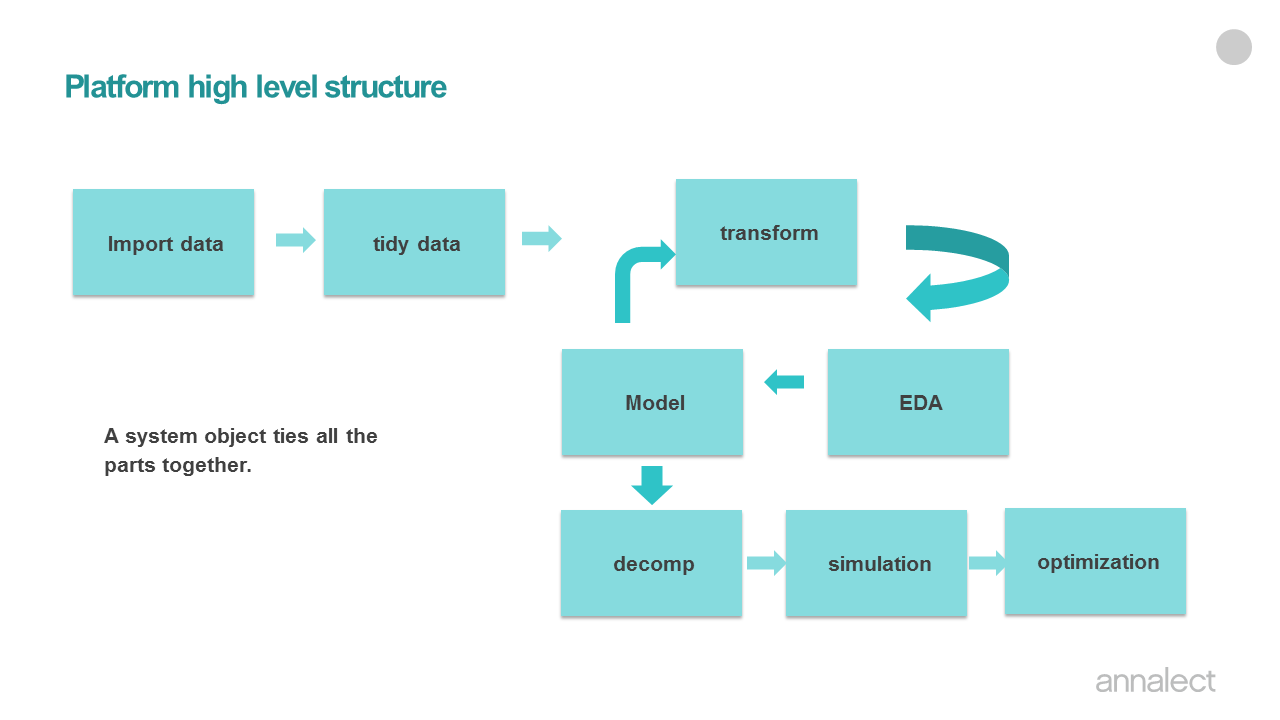 Platform high level structure
Import data
tidy data
transform
Model
EDA
A system object ties all the
parts together.
decomp
simulation
optimization
annalect